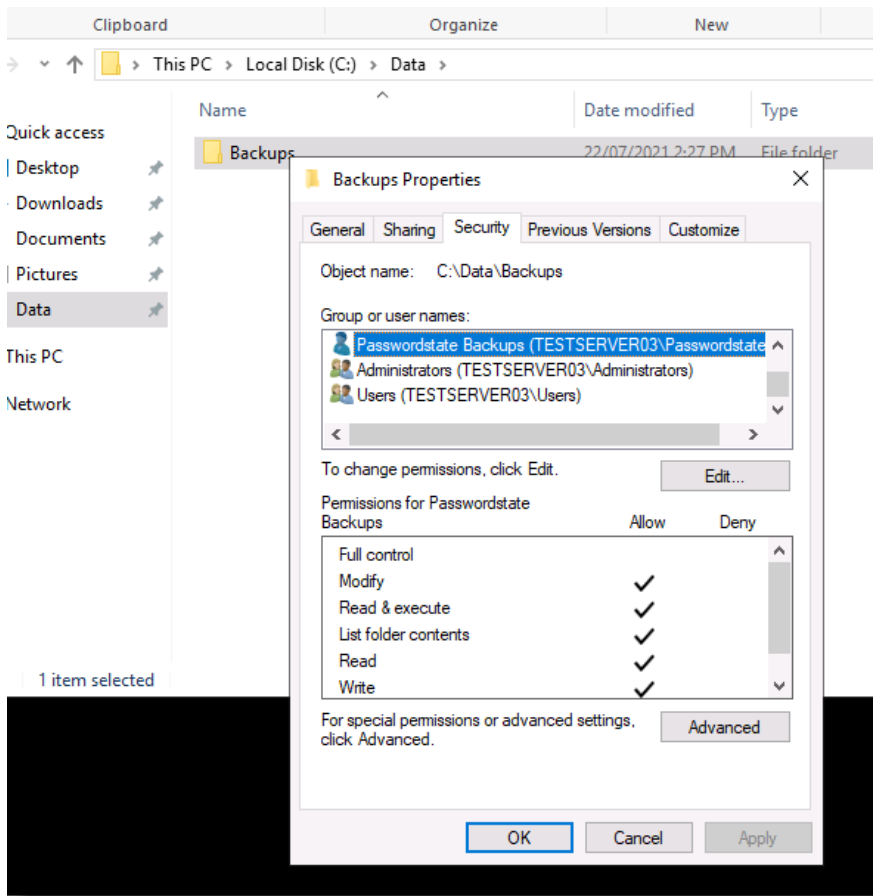 Clipboard Organize New
This PC > Local Disk (C:) > Data >
Name Date modified Type
Quick access
Desktop
Downloads
Documents
Pictures
Data
This PC
Network
Backups 22/07/2021 2:27 PM File folder
Backups Properties
General Sharing Security Previous Versions Customize
Object name: C:\Data\Backups
Group or user names:
Passwordstate Backups (TESTSERVER03\Passwordstate
Administrators (TESTSERVER03\Administrators)
Users (TESTSERVER03\Users)
To change permissions, click Edit.
Edit...
Permissions for Passwordstate
Backups Allow Deny
Full control
Modify
Read & execute
List folder contents
Read
Write
For special permissions or advanced settings,
click Advanced.
Advanced
OK Cancel Apply
1 item selected